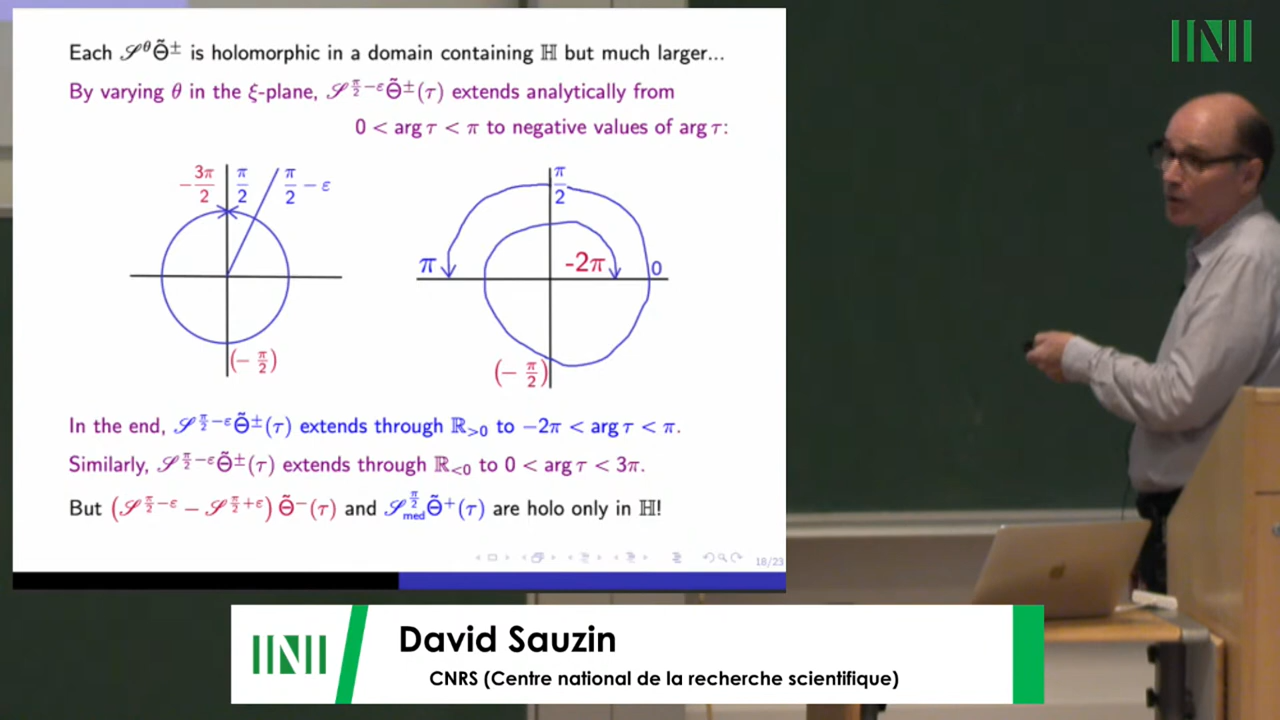 Each 𝒮^θ Θ̃^± is holomorphic in a domain containing ℍ but much larger...
By varying θ in the ξ-plane, 𝒮^{π/2−ε} Θ̃^±(τ) extends analytically from
0 < arg τ < π to negative values of arg τ:
−3π/2 π/2 π/2 − ε
(−π/2)
π/2
π -2π 0
(−π/2)
In the end, 𝒮^{π/2−ε} Θ̃^±(τ) extends through ℝ_{>0} to −2π < arg τ < π.
Similarly, 𝒮^{π/2−ε} Θ̃^±(τ) extends through ℝ_{<0} to 0 < arg τ < 3π.
But (𝒮^{π/2−ε} − 𝒮^{π/2+ε}) Θ̃^−(τ) and 𝒮^{π/2}_{med} Θ̃^+(τ) are holo only in ℍ!
18/23
David Sauzin
CNRS (Centre national de la recherche scientifique)